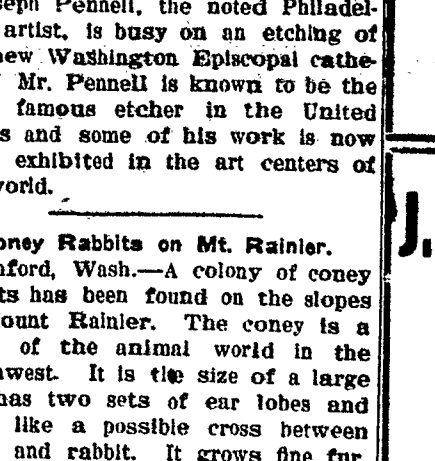 seph Pennell, the noted Philadel-
artist, is busy on an etching of
new Washington Episcopal cathe-
Mr. Pennell is known to be the
famous etcher in the United
s and some of his work is now
exhibited in the art centers of
world.
oney Rabbits on Mt. Rainier.
nford, Wash.—A colony of coney
ts has been found on the slopes
ount Rainier. The coney is a
of the animal world in the
hwest. It is the size of a large
has two sets of ear lobes and
like a possible cross between
and rabbit. It grows fine fur
J.